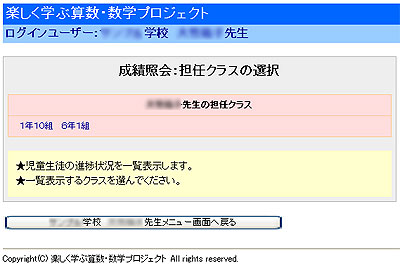 楽しく学ぶ算数・数学プロジェクト
ログインユーザー： 学校 先生
成績照会：担任クラスの選択
先生の担任クラス
1年10組 6年1組
★児童生徒の進捗状況を一覧表示します。
★一覧表示するクラスを選んでください。
学校 先生メニュー画面へ戻る
Copyright(C) 楽しく学ぶ算数・数学プロジェクト All rights reserved.